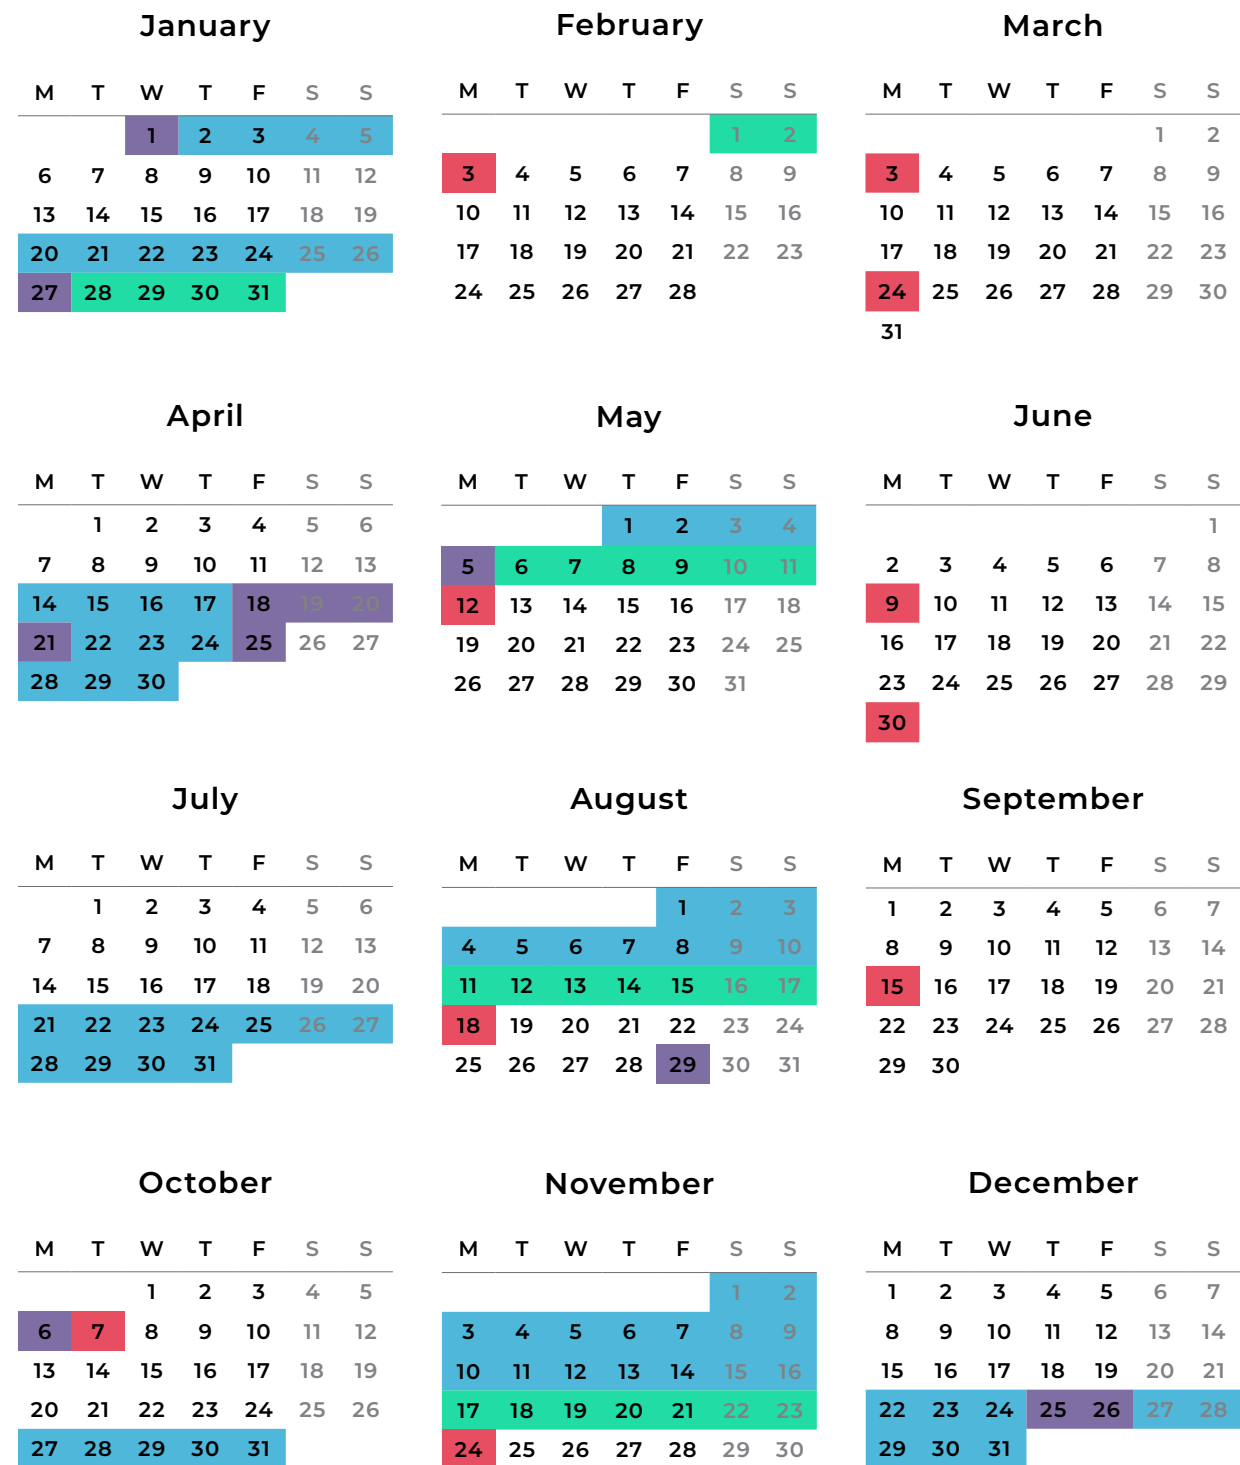 January
M T W T F S S
1 2 3 4 5
6 7 8 9 10 11 12
13 14 15 16 17 18 19
20 21 22 23 24 25 26
27 28 29 30 31
February
M T W T F S S
1 2
3 4 5 6 7 8 9
10 11 12 13 14 15 16
17 18 19 20 21 22 23
24 25 26 27 28
March
M T W T F S S
1 2
3 4 5 6 7 8 9
10 11 12 13 14 15 16
17 18 19 20 21 22 23
24 25 26 27 28 29 30
31
April
M T W T F S S
1 2 3 4 5 6
7 8 9 10 11 12 13
14 15 16 17 18 19 20
21 22 23 24 25 26 27
28 29 30
May
M T W T F S S
1 2 3 4
5 6 7 8 9 10 11
12 13 14 15 16 17 18
19 20 21 22 23 24 25
26 27 28 29 30 31
June
M T W T F S S
1
2 3 4 5 6 7 8
9 10 11 12 13 14 15
16 17 18 19 20 21 22
23 24 25 26 27 28 29
30
July
M T W T F S S
1 2 3 4 5 6
7 8 9 10 11 12 13
14 15 16 17 18 19 20
21 22 23 24 25 26 27
28 29 30 31
August
M T W T F S S
1 2 3
4 5 6 7 8 9 10
11 12 13 14 15 16 17
18 19 20 21 22 23 24
25 26 27 28 29 30 31
September
M T W T F S S
1 2 3 4 5 6 7
8 9 10 11 12 13 14
15 16 17 18 19 20 21
22 23 24 25 26 27 28
29 30
October
M T W T F S S
1 2 3 4 5
6 7 8 9 10 11 12
13 14 15 16 17 18 19
20 21 22 23 24 25 26
27 28 29 30 31
November
M T W T F S S
1 2
3 4 5 6 7 8 9
10 11 12 13 14 15 16
17 18 19 20 21 22 23
24 25 26 27 28 29 30
December
M T W T F S S
1 2 3 4 5 6 7
8 9 10 11 12 13 14
15 16 17 18 19 20 21
22 23 24 25 26 27 28
29 30 31